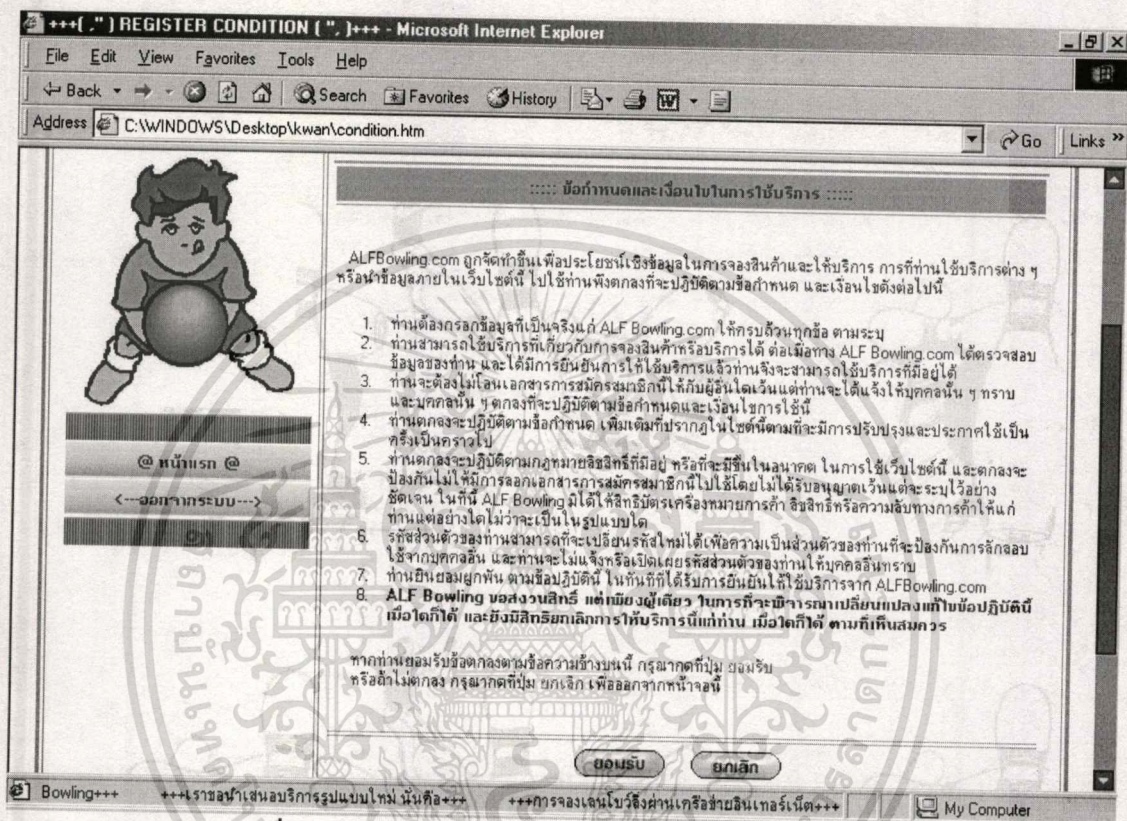 +++( ," ) REGISTER CONDITION ( ", )+++ - Microsoft Internet Explorer
File Edit View Favorites Tools Help
Back Search Favorites History
Address C:\WINDOWS\Desktop\kwan\condition.htm Go Links »
::::: ข้อกำหนดและเงื่อนไขในการใช้บริการ :::::
ALFBowling.com ถูกจัดทำขึ้นเพื่อประโยชน์เชิงข้อมูลในการจองสินค้าและให้บริการ การที่ท่านใช้บริการต่าง ๆ
หรือนำข้อมูลภายในเว็บไซต์นี้ ไปใช้ท่านพึงตกลงที่จะปฏิบัติตามข้อกำหนด และเงื่อนไขดังต่อไปนี้
1. ท่านต้องกรอกข้อมูลที่เป็นจริงแก่ ALF Bowling.com ให้ครบถ้วนทุกข้อ ตามระบุ
2. ท่านสามารถใช้บริการที่เกี่ยวกับการจองสินค้าหรือบริการได้ ต่อเมื่อทาง ALF Bowling.com ได้ตรวจสอบ
ข้อมูลของท่าน และได้มีการยืนยันการให้ใช้บริการแล้วท่านจึงจะสามารถใช้บริการที่มีอยู่ได้
3. ท่านจะต้องไม่โอนเอกสารการสมัครสมาชิกนี้ให้กับผู้อื่นใดเว้นแต่ท่านจะได้แจ้งให้บุคคลนั้น ๆ ทราบ
และบุคคลนั้น ๆ ตกลงที่จะปฏิบัติตามข้อกำหนดและเงื่อนไขการใช้นี้
4. ท่านตกลงจะปฏิบัติตามข้อกำหนด เพิ่มเติมที่ปรากฏในไซต์นี้ตามที่จะมีการปรับปรุงและประกาศใช้เป็น
ครั้งเป็นคราวไป
5. ท่านตกลงจะปฏิบัติตามกฎหมายลิขสิทธิ์ที่มีอยู่ หรือที่จะมีขึ้นในอนาคต ในการใช้เว็บไซต์นี้ และตกลงจะ
ป้องกันไม่ให้มีการลอกเอกสารการสมัครสมาชิกนี้ไปใช้โดยไม่ได้รับอนุญาตเว้นแต่จะระบุไว้อย่าง
ชัดเจน ในที่นี้ ALF Bowling มิได้ให้สิทธิบัตรเครื่องหมายการค้า ลิขสิทธิ์หรือความลับทางการค้าให้แก่
ท่านแต่อย่างใดไม่ว่าจะเป็นในรูปแบบใด
6. รหัสส่วนตัวของท่านสามารถที่จะเปลี่ยนรหัสใหม่ได้เพื่อความเป็นส่วนตัวของท่านที่จะป้องกันการลักลอบ
ใช้จากบุคคลอื่น และท่านจะไม่แจ้งหรือเปิดเผยรหัสส่วนตัวของท่านให้บุคคลอื่นทราบ
7. ท่านยินยอมผูกพัน ตามข้อปฏิบัตินี้ ในทันทีที่ได้รับการยืนยันให้ใช้บริการจาก ALFBowling.com
8. ALF Bowling ขอสงวนสิทธิ์ แต่เพียงผู้เดียว ในการที่จะพิจารณาเปลี่ยนแปลงแก้ไขข้อปฏิบัตินี้
เมื่อใดก็ได้ และยังมีสิทธิยกเลิกการให้บริการนี้แก่ท่าน เมื่อใดก็ได้ ตามที่เห็นสมควร
หากท่านยอมรับข้อตกลงตามข้อความข้างบนนี้ กรุณากดที่ปุ่ม ยอมรับ
หรือถ้าไม่ตกลง กรุณากดที่ปุ่ม ยกเลิก เพื่อออกจากหน้าจอนี้
@ หน้าแรก @
<---ออกจากระบบ--->
ยอมรับ ยกเลิก
Bowling+++ +++เราขอนำเสนอบริการรูปแบบใหม่ นั่นคือ+++ +++การจองเลนโบว์ลิ่งผ่านเครือข่ายอินเทอร์เน็ต+++ My Computer